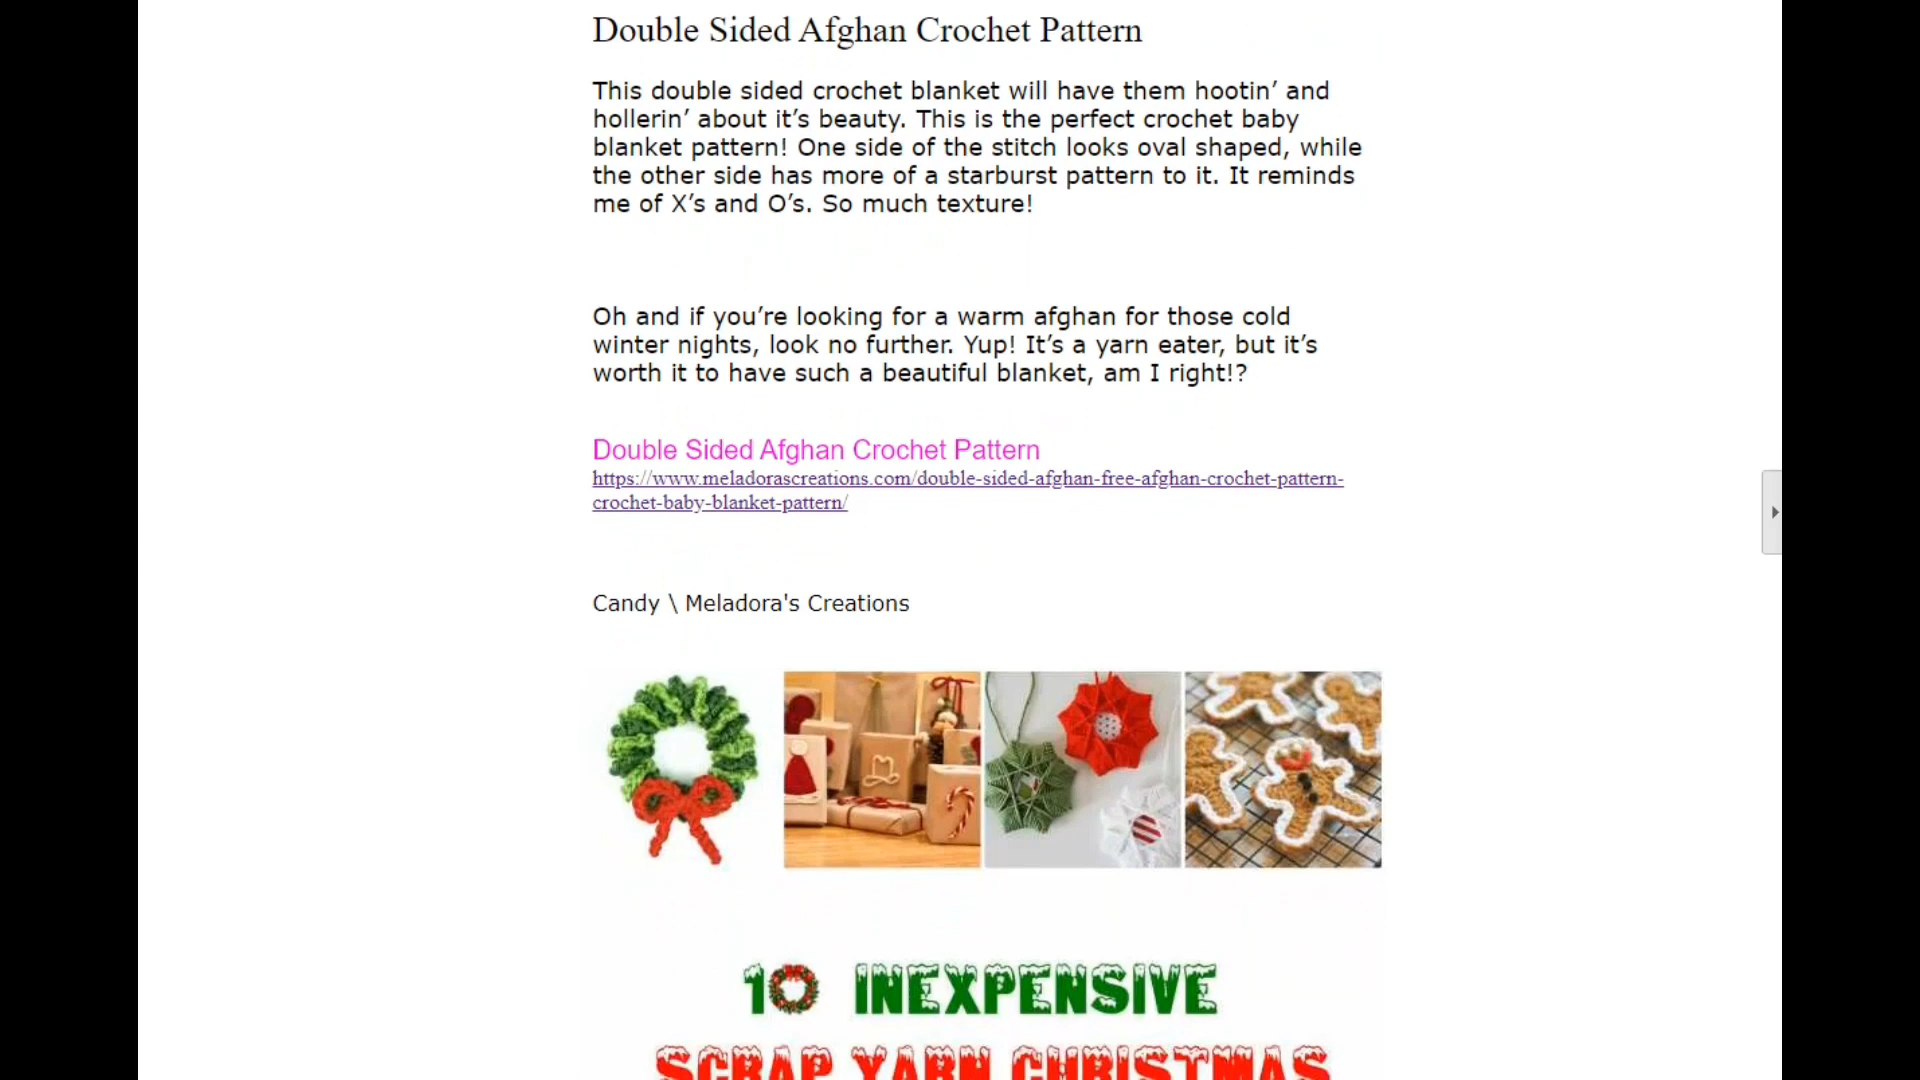 Double Sided Afghan Crochet Pattern
This double sided crochet blanket will have them hootin’ and
hollerin’ about it’s beauty. This is the perfect crochet baby
blanket pattern! One side of the stitch looks oval shaped, while
the other side has more of a starburst pattern to it. It reminds
me of X’s and O’s. So much texture!
Oh and if you’re looking for a warm afghan for those cold
winter nights, look no further. Yup! It’s a yarn eater, but it’s
worth it to have such a beautiful blanket, am I right!?
Double Sided Afghan Crochet Pattern
https://www.meladorascreations.com/double-sided-afghan-free-afghan-crochet-pattern-
crochet-baby-blanket-pattern/
Candy \ Meladora's Creations
10 INEXPENSIVE
SCRAP YARN CHRISTMAS